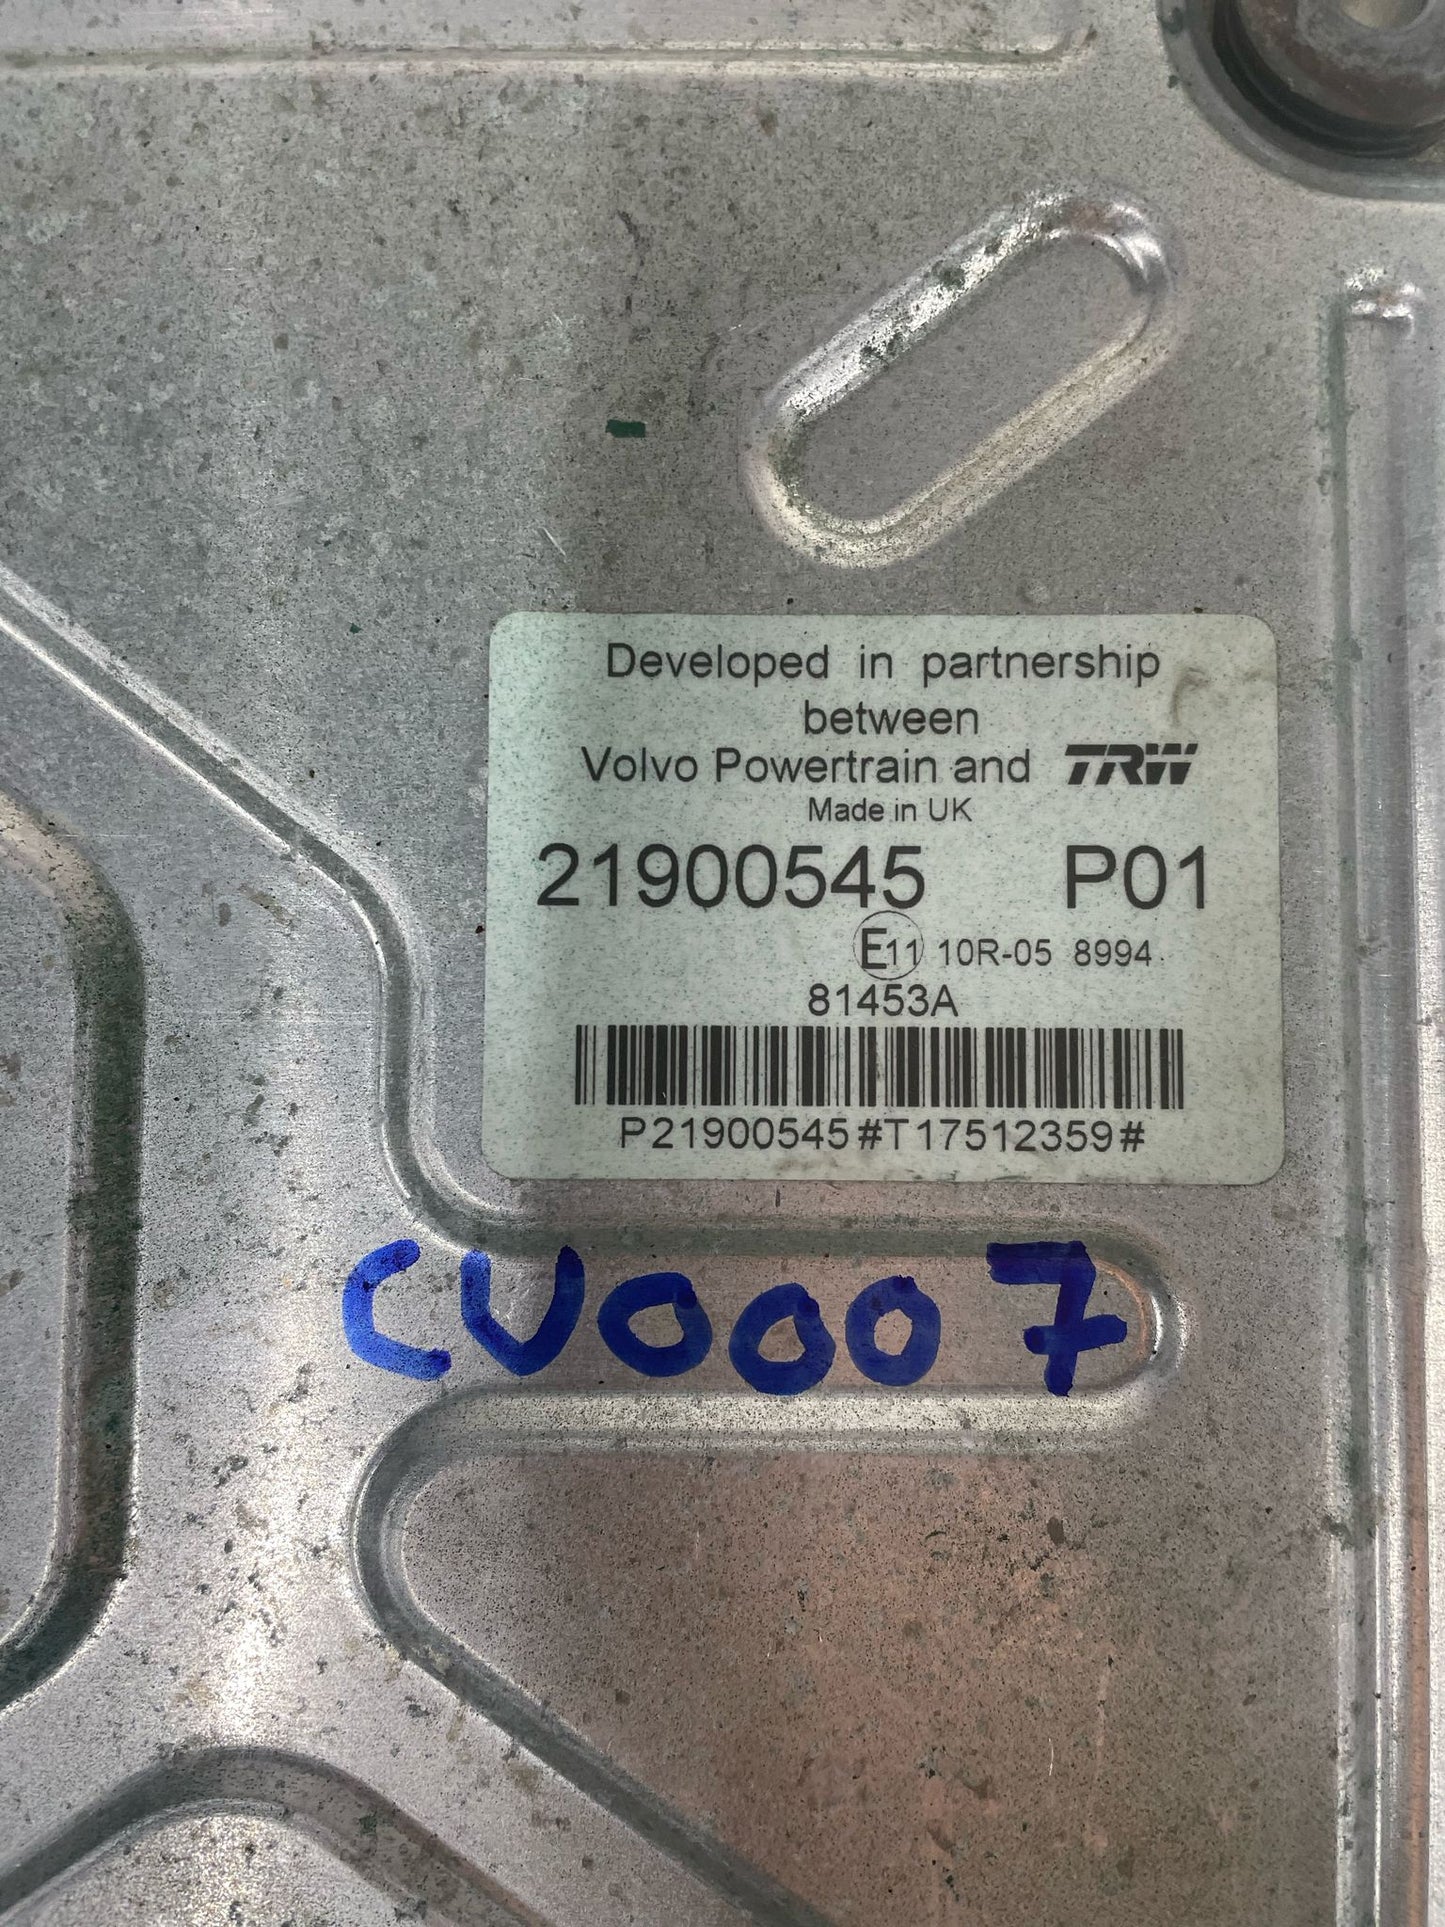 Developed in partnership
between
Volvo Powertrain and TRW
Made in UK
21900545 P01
E11 10R-05 8994
81453A
P21900545#T17512359#
CV0007